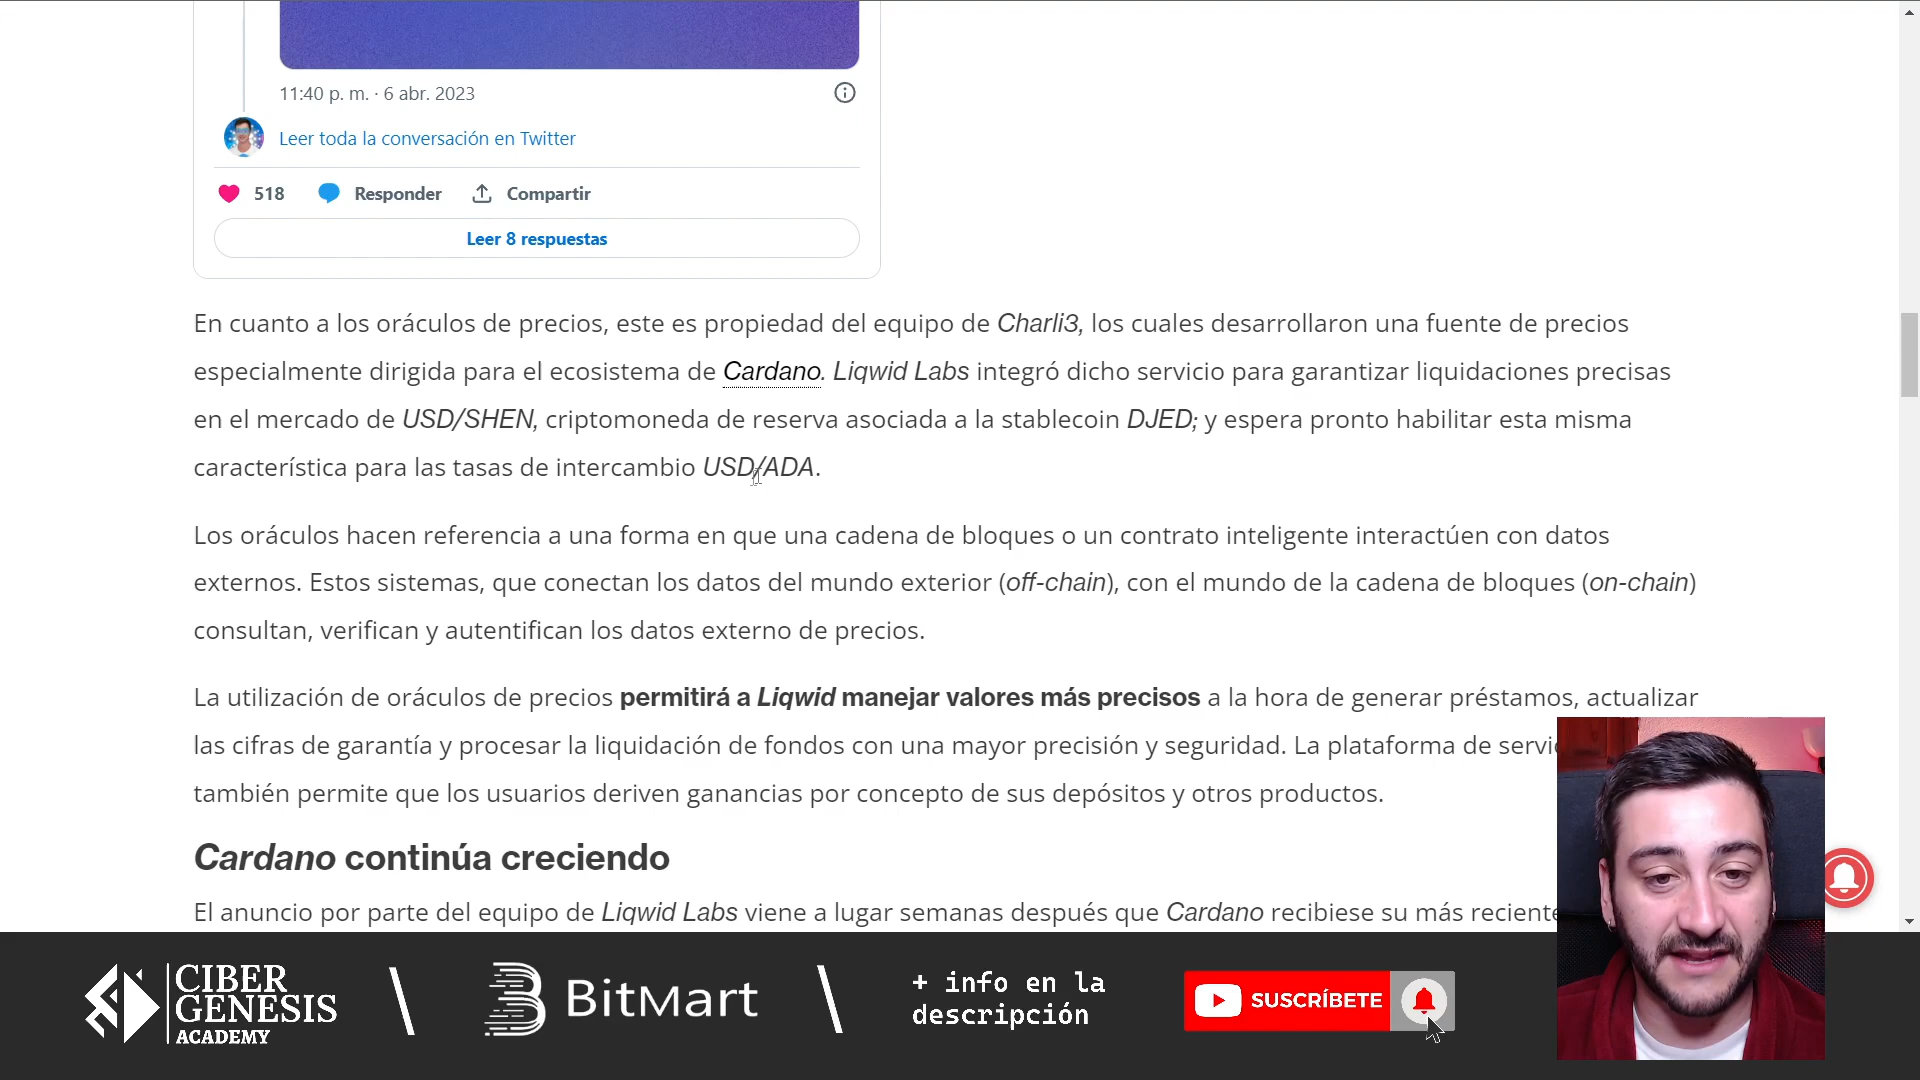 11:40 p. m. · 6 abr. 2023
Leer toda la conversación en Twitter
518 Responder Compartir
Leer 8 respuestas
En cuanto a los oráculos de precios, este es propiedad del equipo de Charli3, los cuales desarrollaron una fuente de precios
especialmente dirigida para el ecosistema de Cardano. Liqwid Labs integró dicho servicio para garantizar liquidaciones precisas
en el mercado de USD/SHEN, criptomoneda de reserva asociada a la stablecoin DJED; y espera pronto habilitar esta misma
característica para las tasas de intercambio USD/ADA.
Los oráculos hacen referencia a una forma en que una cadena de bloques o un contrato inteligente interactúen con datos
externos. Estos sistemas, que conectan los datos del mundo exterior (off-chain), con el mundo de la cadena de bloques (on-chain)
consultan, verifican y autentifican los datos externo de precios.
La utilización de oráculos de precios permitirá a Liqwid manejar valores más precisos a la hora de generar préstamos, actualizar
las cifras de garantía y procesar la liquidación de fondos con una mayor precisión y seguridad. La plataforma de
también permite que los usuarios deriven ganancias por concepto de sus depósitos y otros productos.
Cardano continúa creciendo
El anuncio por parte del equipo de Liqwid Labs viene a lugar semanas después que Cardano recibiese su más reciente
CIBER
GENESIS
ACADEMY
BitMart
+ info en la
descripción
SUSCRÍBETE